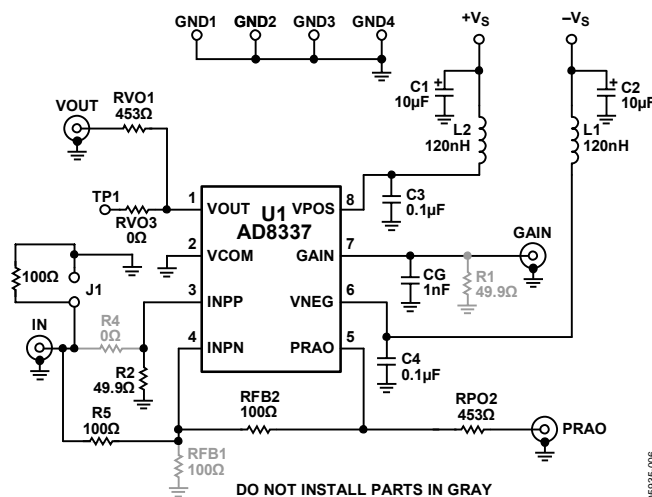 GND1 GND2 GND3 GND4
+VS
–VS
C1
10µF
+
C2
10µF
+
L2
120nH
L1
120nH
VOUT
RVO1
453Ω
TP1
RVO3
0Ω
C3
0.1µF
1 VOUT
U1
AD8337
VPOS 8
2 VCOM
GAIN 7
3 INPP
VNEG 6
4 INPN
PRAO 5
GAIN
CG
1nF
R1
49.9Ω
100Ω
J1
IN
R4
0Ω
R2
49.9Ω
C4
0.1µF
R5
100Ω
RFB2
100Ω
RPO2
453Ω
PRAO
RFB1
100Ω
DO NOT INSTALL PARTS IN GRAY